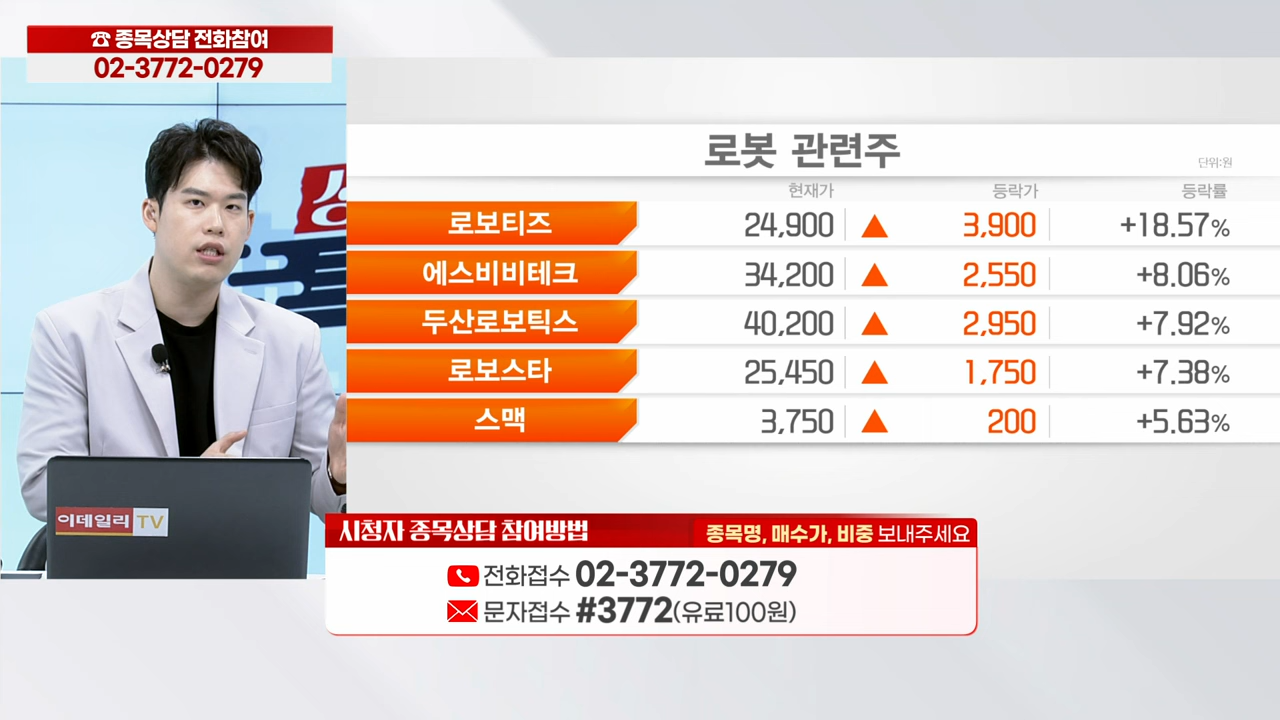 ☎ 종목상담 전화참여
02-3772-0279
로봇 관련주
단위:원
현재가 등락가 등락률
로보티즈 24,900 ▲ 3,900 +18.57%
에스비비테크 34,200 ▲ 2,550 +8.06%
두산로보틱스 40,200 ▲ 2,950 +7.92%
로보스타 25,450 ▲ 1,750 +7.38%
스맥 3,750 ▲ 200 +5.63%
이데일리 TV
시청자 종목상담 참여방법 종목명, 매수가, 비중 보내주세요
전화접수 02-3772-0279
문자접수 #3772(유료100원)